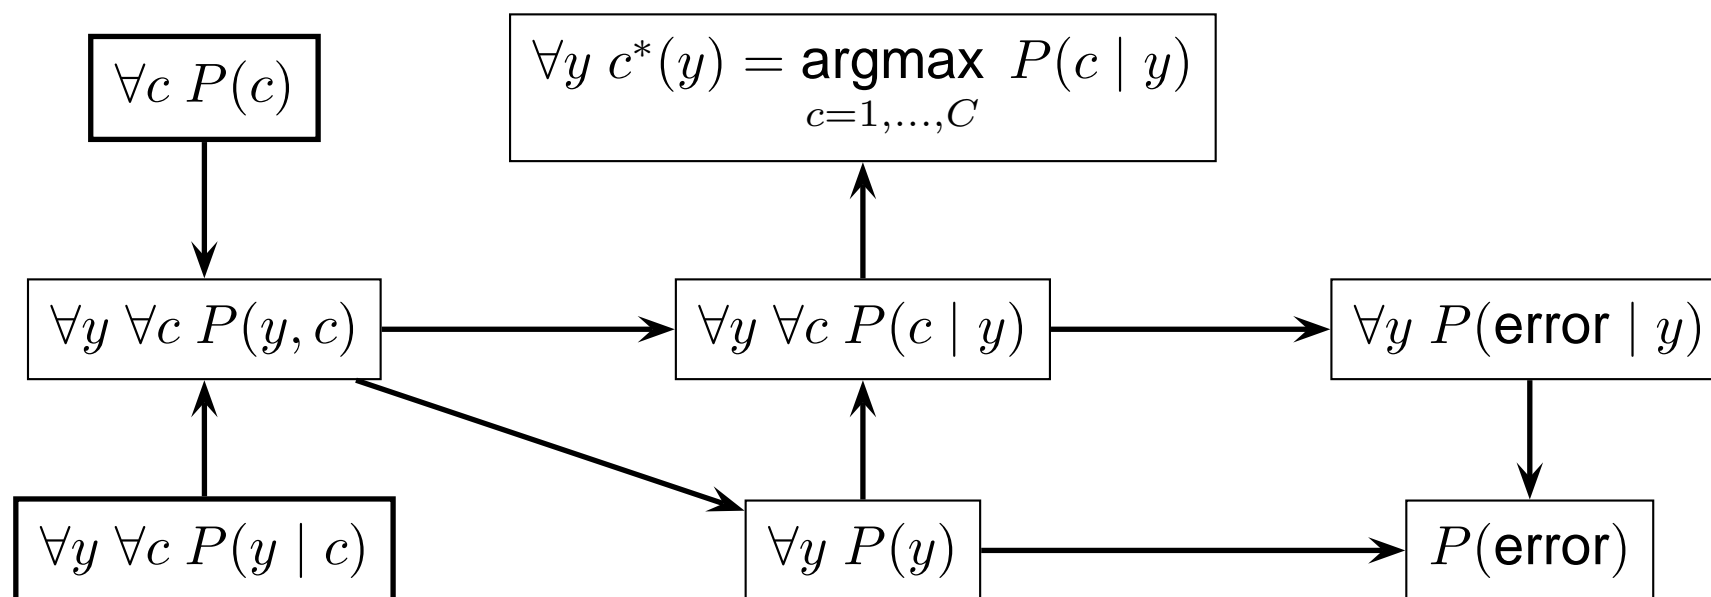 ∀c P(c)
∀y c*(y) = argmax P(c | y)
c=1,...,C
∀y ∀c P(y, c)
∀y ∀c P(c | y)
∀y P(error | y)
∀y ∀c P(y | c)
∀y P(y)
P(error)